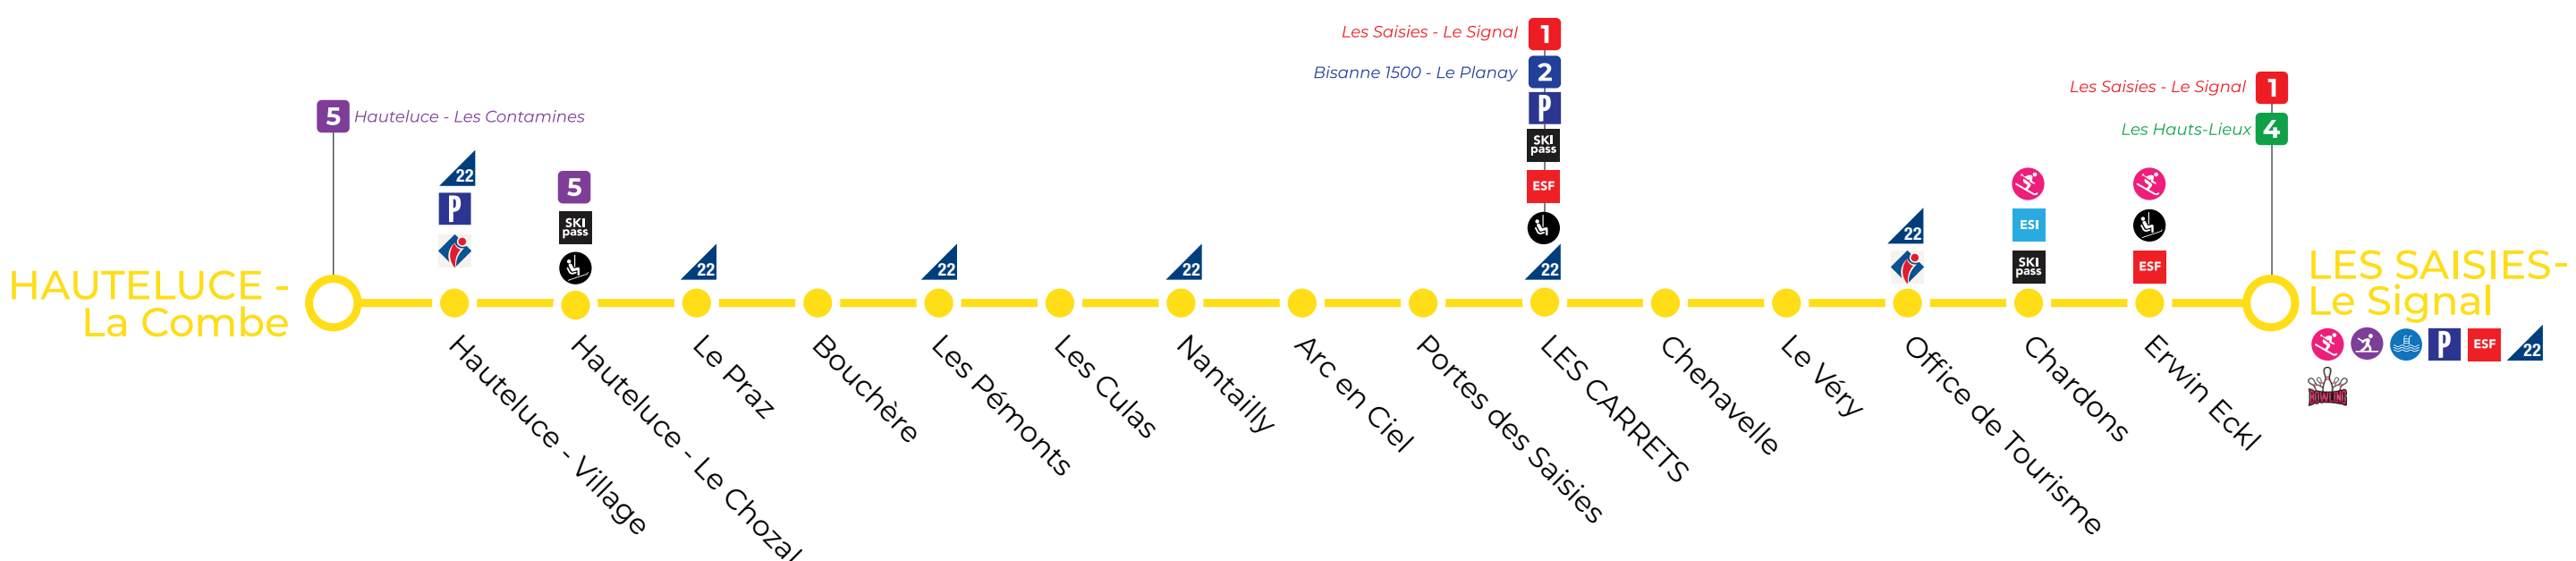 Les Saisies - Le Signal 1
Bisanne 1500 - Le Planay 2
P
SKI
pass
ESF
22
Les Saisies - Le Signal 1
Les Hauts-Lieux 4
5 Hauteluce - Les Contamines
22
P
5
SKI
pass
22
22
22
22
ESI
SKI
pass
ESF
HAUTELUCE -
La Combe
LES SAISIES-
Le Signal
P
ESF
22
BOWLING
Hauteluce - Village
Hauteluce - Le Chozal
Le Praz
Bouchère
Les Pémonts
Les Culas
Nantailly
Arc en Ciel
Portes des Saisies
LES CARRETS
Chenavelle
Le Véry
Office de Tourisme
Chardons
Erwin Eckl